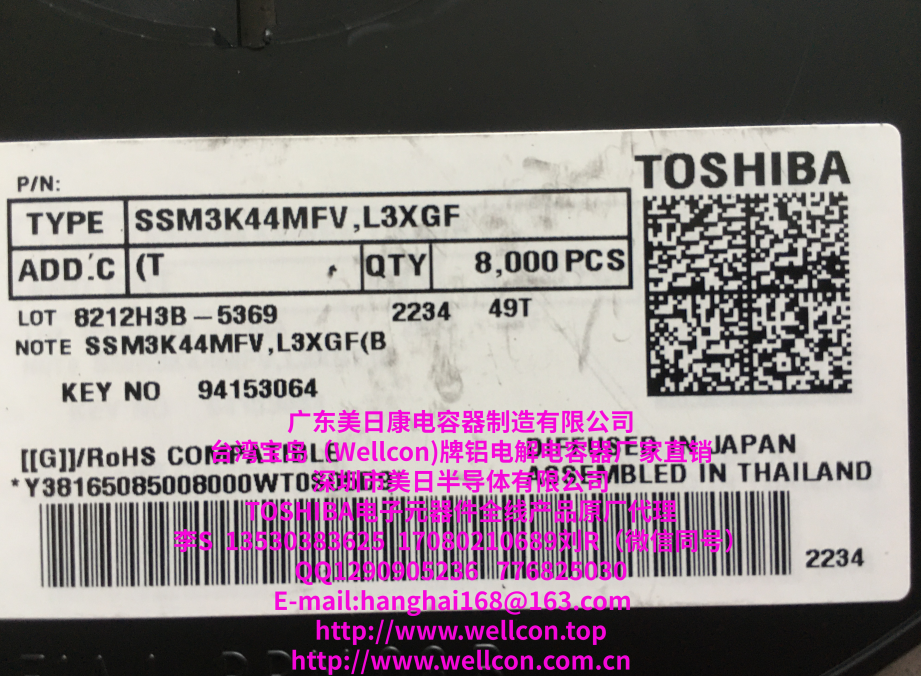 TOSHIBA
P/N:
TYPE SSM3K44MFV,L3XGF
ADD.C (T QTY 8,000 PCS
LOT 8212H3B-5369 2234 49T
NOTE SSM3K44MFV,L3XGF(B
KEY NO 94153064
广东美日康电容器制造有限公司
[[G]]/RoHS COMPATIBLE DIFFUSED IN JAPAN
台湾宝岛 (Wellcon)牌铝电解电容器厂家直销
ASSEMBLED IN THAILAND
深圳市美日半导体有限公司
TOSHIBA电子元器件全线产品原厂代理
李S 13530383625 17080210689刘R（微信同号）
2234
QQ1290905236 776825030
E-mail:hanghai168@163.com
http://www.wellcon.top
http://www.wellcon.com.cn